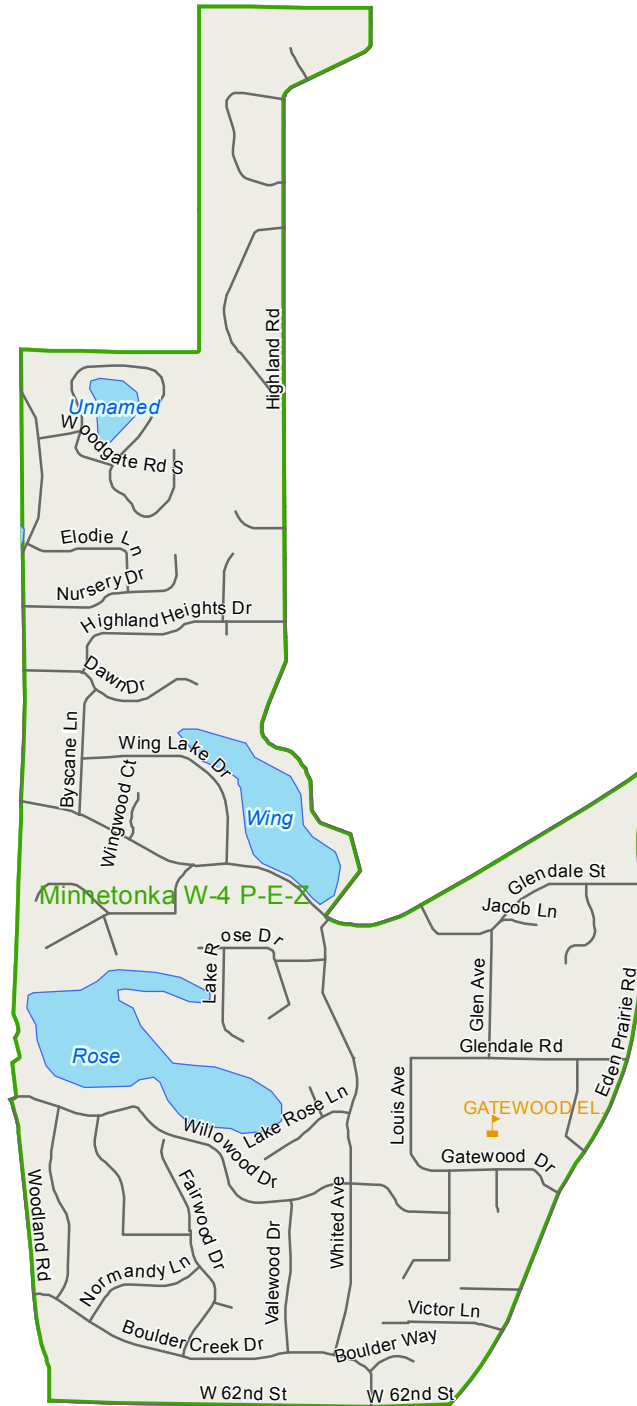 Highland Rd
Unnamed
Woodgate Rd S
Elodie Ln
Nursery Dr
Highland Heights Dr
Dawn Dr
Byscane Ln
Wing Lake Dr
Wingwood Ct
Wing
Minnetonka W-4 P-E-Z
Glendale St
Jacob Ln
Lake Rose Dr
Glen Ave
Eden Prairie Rd
Rose
Glendale Rd
Louis Ave
GATEWOOD EL.
Lake Rose Ln
Willowood Dr
Gatewood Dr
Woodland Rd
Fairwood Dr
Whited Ave
Valewood Dr
Normandy Ln
Victor Ln
Boulder Creek Dr
Boulder Way
W 62nd St
W 62nd St